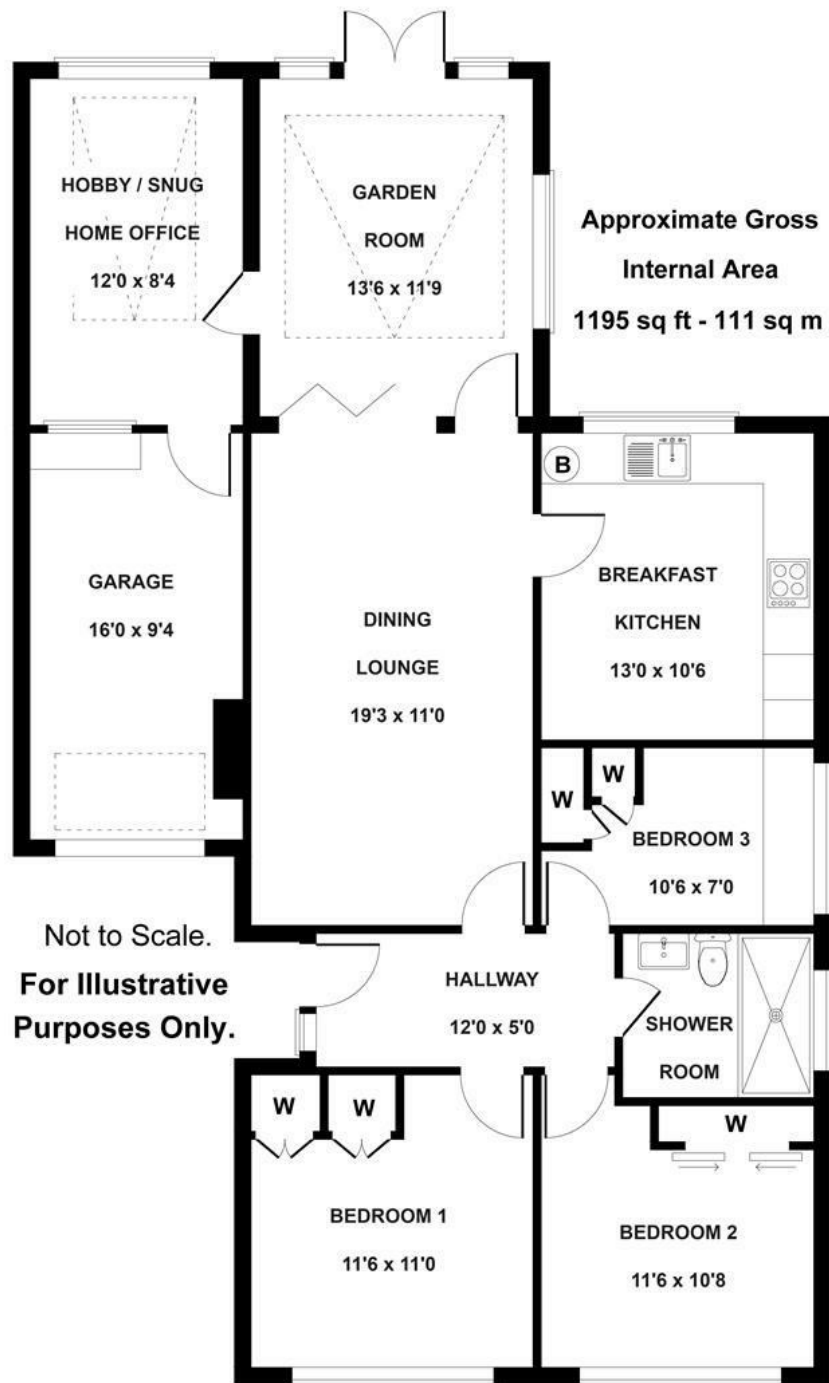 HOBBY / SNUG
HOME OFFICE
12'0 x 8'4
GARDEN
ROOM
13'6 x 11'9
Approximate Gross
Internal Area
1195 sq ft - 111 sq m
B
GARAGE
16'0 x 9'4
DINING
LOUNGE
19'3 x 11'0
BREAKFAST
KITCHEN
13'0 x 10'6
W
W
BEDROOM 3
10'6 x 7'0
Not to Scale.
For Illustrative
Purposes Only.
HALLWAY
12'0 x 5'0
SHOWER
ROOM
W
W
W
BEDROOM 1
11'6 x 11'0
BEDROOM 2
11'6 x 10'8